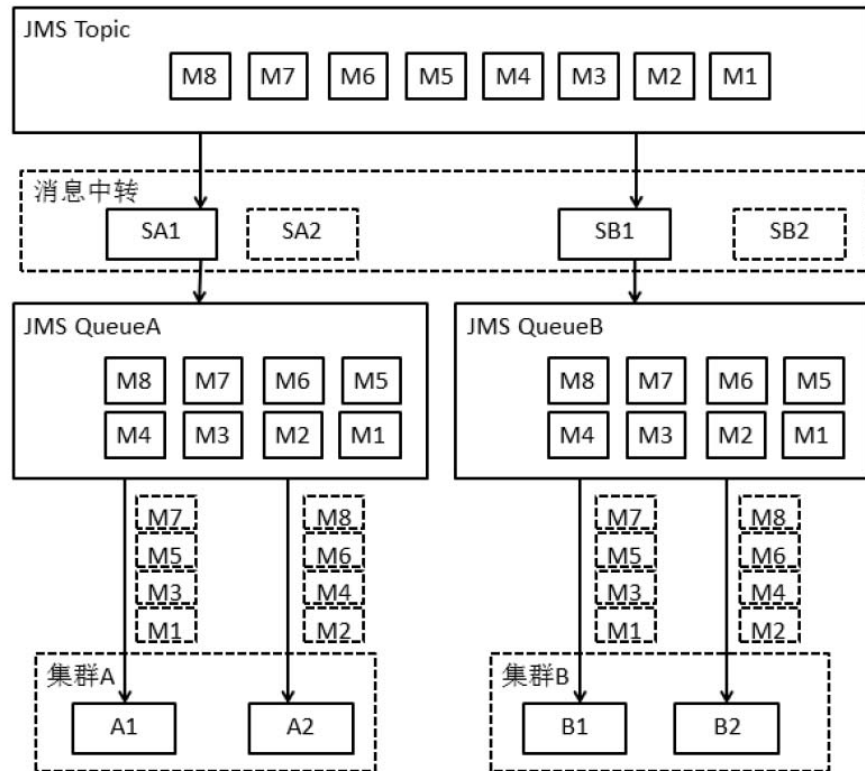 JMS Topic
M8 M7 M6 M5 M4 M3 M2 M1
消息中转
SA1 SA2 SB1 SB2
JMS QueueA JMS QueueB
M8 M7 M6 M5 M8 M7 M6 M5
M4 M3 M2 M1 M4 M3 M2 M1
M7 M8 M7 M8
M5 M6 M5 M6
M3 M4 M3 M4
M1 M2 M1 M2
集群A 集群B
A1 A2 B1 B2